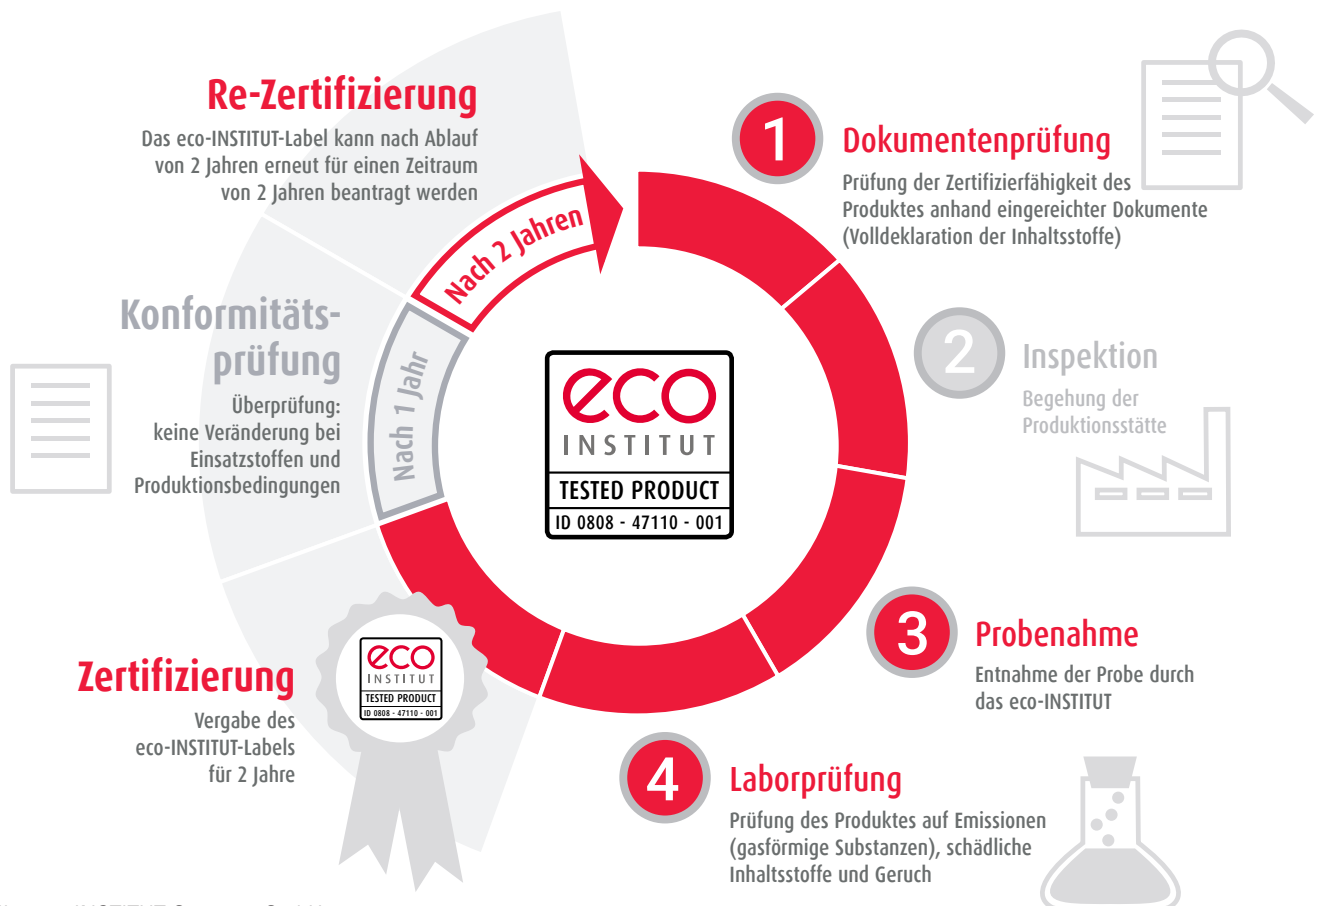 Re-Zertifizierung
Das eco-INSTITUT-Label kann nach Ablauf
von 2 Jahren erneut für einen Zeitraum
von 2 Jahren beantragt werden
1
Dokumentenprüfung
Prüfung der Zertifizierfähigkeit des
Produktes anhand eingereichter Dokumente
(Volldeklaration der Inhaltsstoffe)
Nach 2 Jahren
Konformitäts-
prüfung
Überprüfung:
keine Veränderung bei
Einsatzstoffen und
Produktionsbedingungen
Nach 1 Jahr
eco
INSTITUT
TESTED PRODUCT
ID 0808 - 47110 - 001
2
Inspektion
Begehung der
Produktionsstätte
3
Probenahme
Entnahme der Probe durch
das eco-INSTITUT
Zertifizierung
Vergabe des
eco-INSTITUT-Labels
für 2 Jahre
eco
INSTITUT
TESTED PRODUCT
ID 0808 - 47110 - 001
4
Laborprüfung
Prüfung des Produktes auf Emissionen
(gasförmige Substanzen), schädliche
Inhaltsstoffe und Geruch